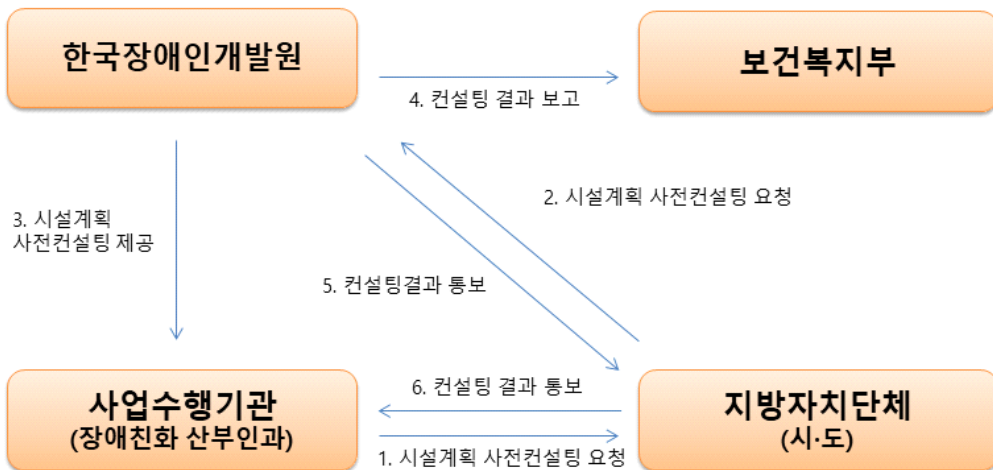 한국장애인개발원
보건복지부
4. 컨설팅 결과 보고
2. 시설계획 사전컨설팅 요청
3. 시설계획
사전컨설팅 제공
5. 컨설팅결과 통보
사업수행기관
(장애친화 산부인과)
6. 컨설팅 결과 통보
1. 시설계획 사전컨설팅 요청
지방자치단체
(시·도)